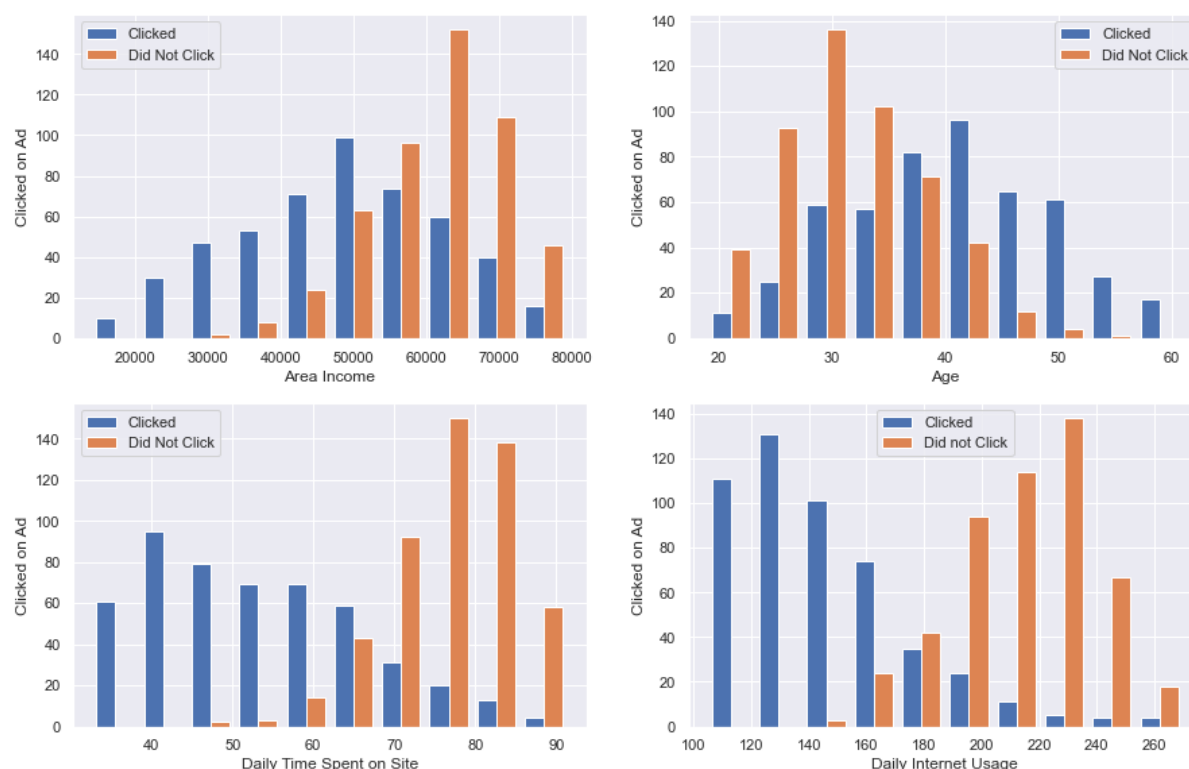 Clicked
Did Not Click
140
120
100
80
60
40
20
0
Clicked on Ad
20000 30000 40000 50000 60000 70000 80000
Area Income
Clicked
Did Not Click
140
120
100
80
60
40
20
0
Clicked on Ad
20 30 40 50 60
Age
Clicked
Did Not Click
140
120
100
80
60
40
20
0
Clicked on Ad
40 50 60 70 80 90
Daily Time Spent on Site
Clicked
Did not Click
140
120
100
80
60
40
20
0
Clicked on Ad
100 120 140 160 180 200 220 240 260
Daily Internet Usage